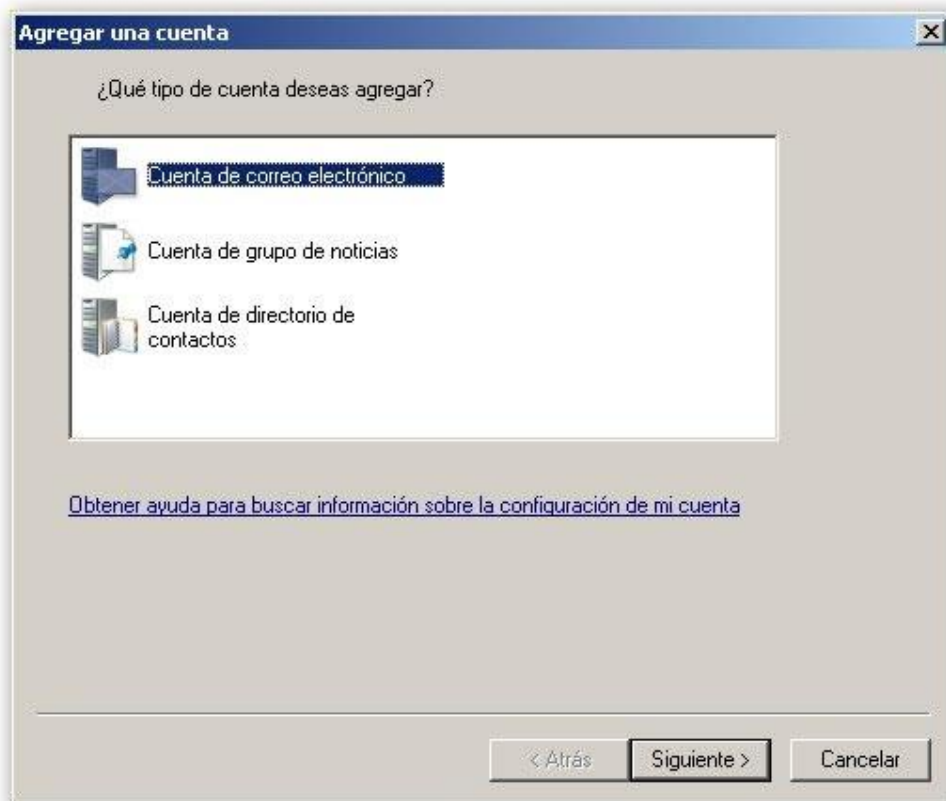 Agregar una cuenta
¿Qué tipo de cuenta deseas agregar?
Cuenta de correo electrónico
Cuenta de grupo de noticias
Cuenta de directorio de
contactos
Obtener ayuda para buscar información sobre la configuración de mi cuenta
< Atrás
Siguiente >
Cancelar